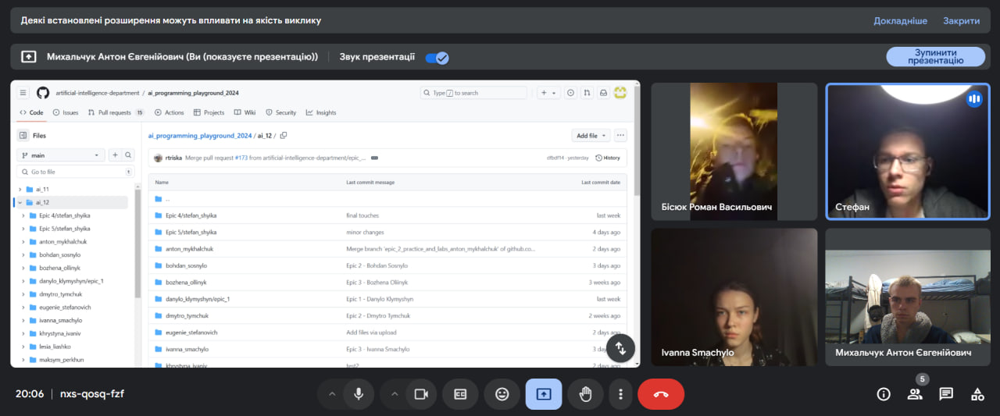 Деякі встановлені розширення можуть впливати на якість виклику
Докладніше
Закрити
Михальчук Антон Євгенійович (Ви (показуєте презентацію))
Звук презентації
Зупинити презентацію
artificial-intelligence-department / ai_programming_playground_2024
Type / to search
Code
Issues
Pull requests 15
Actions
Projects
Wiki
Security
Insights
Files
main
Go to file
t
ai_11
ai_12
Epic 4/stefan_shyika
Epic 5/stefan_shyika
anton_mykhalchuk
bohdan_sosnylo
bozhena_oliinyk
danylo_klymyshyn/epic_1
dmytro_tymchuk
eugenie_stefanovich
ivanna_smachylo
khrystyna_ivaniv
lesia_liashko
maksym_perkhun
ai_programming_playground_2024 / ai_12 /
Add file
rtriska Merge pull request #173 from artificial-intelligence-department/epic_...
dfbdf14 · yesterday
History
Name Last commit message Last commit date
..
Epic 4/stefan_shyika final touches last week
Epic 5/stefan_shyika minor changes 4 days ago
anton_mykhalchuk Merge branch 'epic_2_practice_and_labs_anton_mykhalchuk' of github.co... 2 days ago
bohdan_sosnylo Epic 2 - Bohdan Sosnylo 3 days ago
bozhena_oliinyk Epic 3 - Bozhena Oliinyk 3 weeks ago
danylo_klymyshyn/epic_1 Epic 1 - Danylo Klymyshyn last week
dmytro_tymchuk Epic 2 - Dmytro Tymchuk 2 weeks ago
eugenie_stefanovich Add files via upload 2 days
ivanna_smachylo Epic 3 - Ivanna Smachylo 3
khrystyna_ivaniv test2 2 days ago
Бісюк Роман Васильович
Стефан
Ivanna Smachylo
Михальчук Антон Євгенійович
20:06 | nxs-qosq-fzf
5